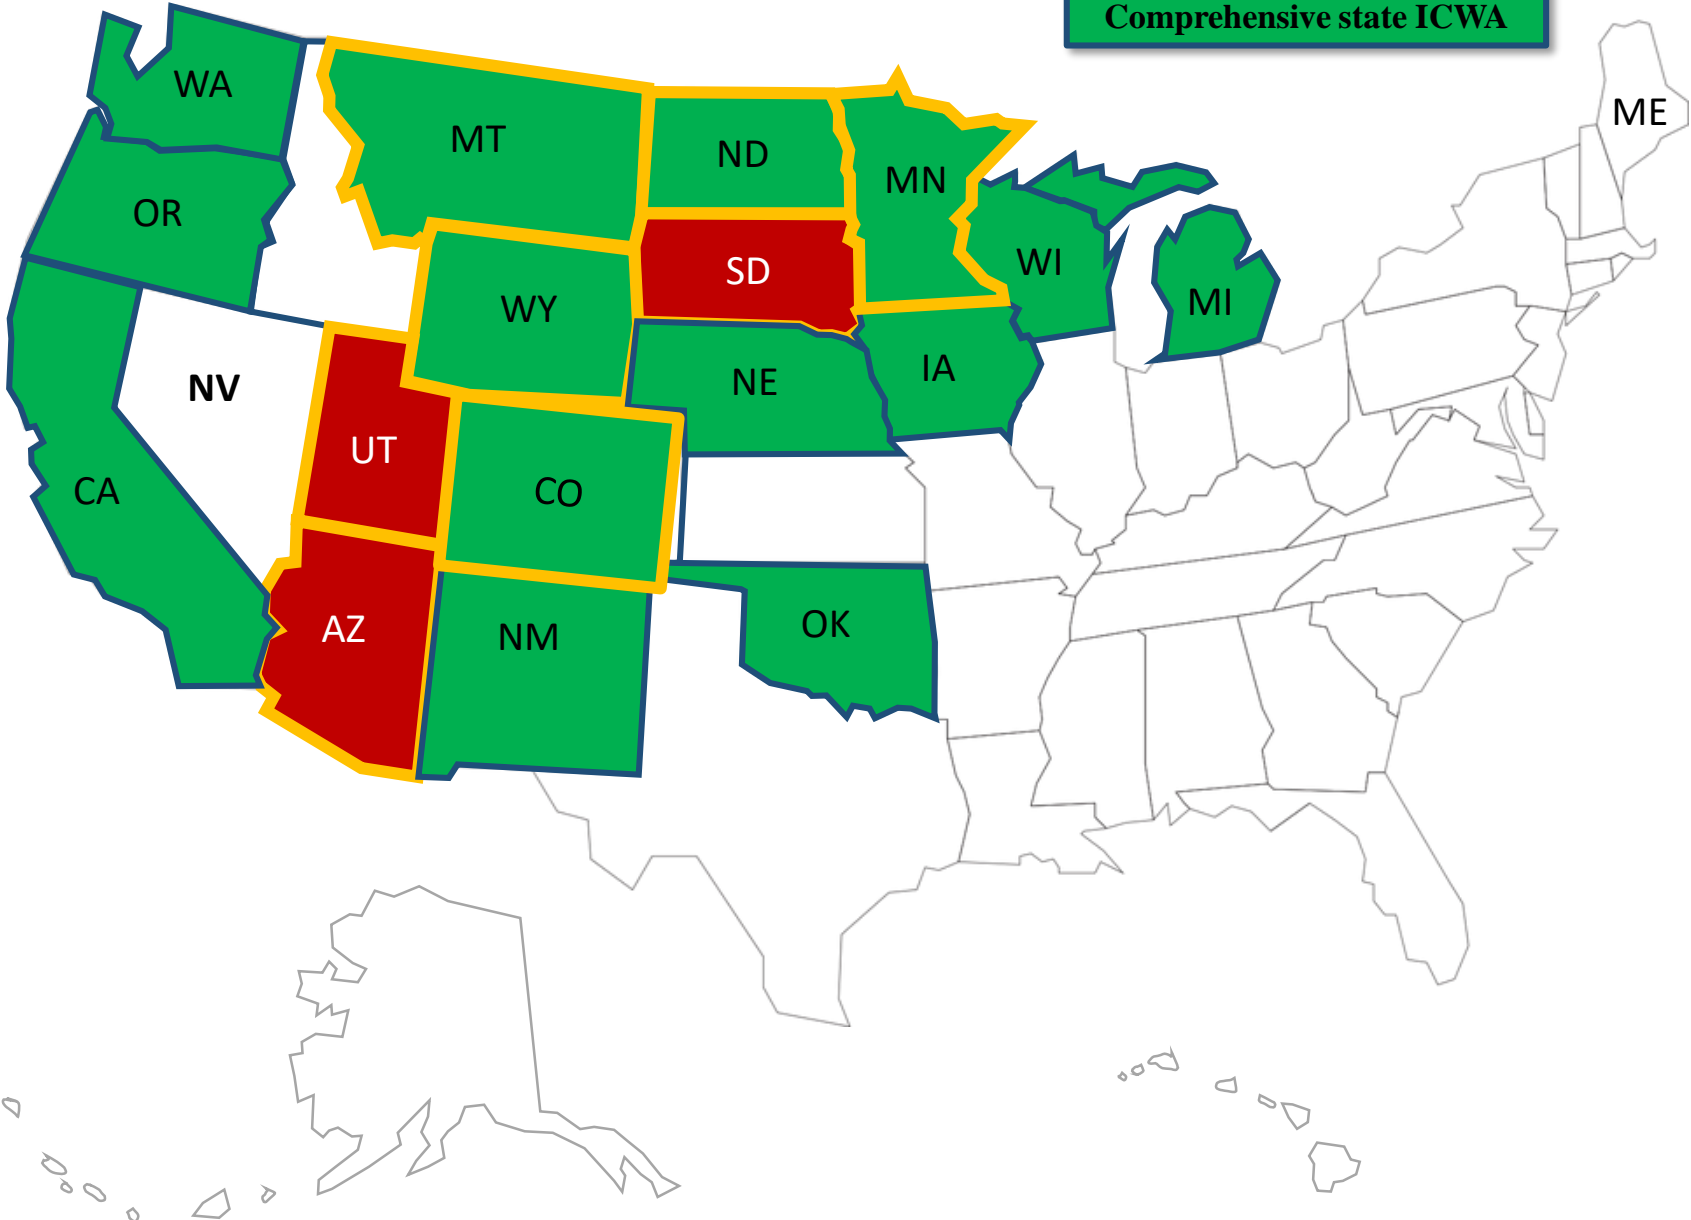 Comprehensive state ICWA
WA
ME
MT
ND
MN
OR
WI
SD
MI
WY
IA
NE
NV
UT
CA
CO
OK
AZ
NM